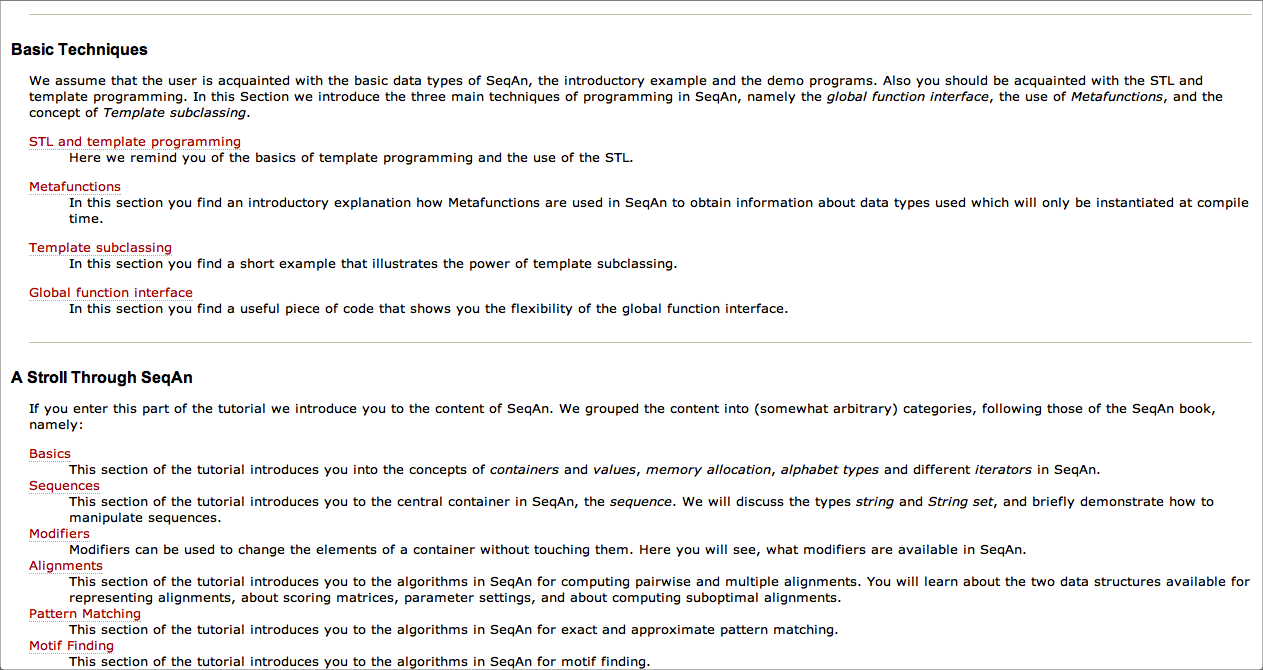 Basic Techniques
We assume that the user is acquainted with the basic data types of SeqAn, the introductory example and the demo programs. Also you should be acquainted with the STL and
template programming. In this Section we introduce the three main techniques of programming in SeqAn, namely the global function interface, the use of Metafunctions, and the
concept of Template subclassing.
STL and template programming
Here we remind you of the basics of template programming and the use of the STL.
Metafunctions
In this section you find an introductory explanation how Metafunctions are used in SeqAn to obtain information about data types used which will only be instantiated at compile
time.
Template subclassing
In this section you find a short example that illustrates the power of template subclassing.
Global function interface
In this section you find a useful piece of code that shows you the flexibility of the global function interface.
A Stroll Through SeqAn
If you enter this part of the tutorial we introduce you to the content of SeqAn. We grouped the content into (somewhat arbitrary) categories, following those of the SeqAn book,
namely:
Basics
This section of the tutorial introduces you into the concepts of containers and values, memory allocation, alphabet types and different iterators in SeqAn.
Sequences
This section of the tutorial introduces you to the central container in SeqAn, the sequence. We will discuss the types string and String set, and briefly demonstrate how to
manipulate sequences.
Modifiers
Modifiers can be used to change the elements of a container without touching them. Here you will see, what modifiers are available in SeqAn.
Alignments
This section of the tutorial introduces you to the algorithms in SeqAn for computing pairwise and multiple alignments. You will learn about the two data structures available for
representing alignments, about scoring matrices, parameter settings, and about computing suboptimal alignments.
Pattern Matching
This section of the tutorial introduces you to the algorithms in SeqAn for exact and approximate pattern matching.
Motif Finding
This section of the tutorial introduces you to the algorithms in SeqAn for motif finding.